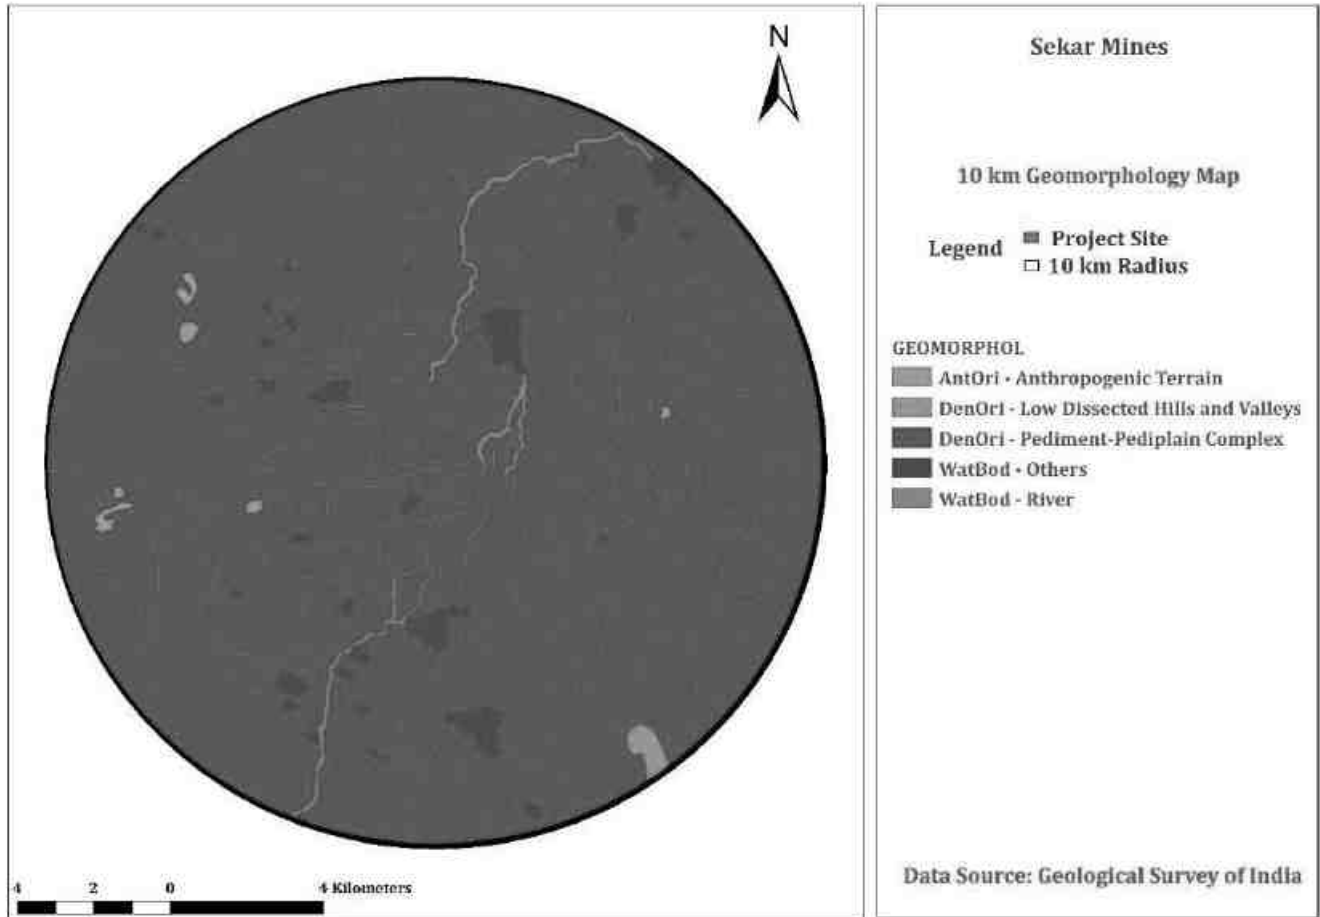 N
Sekar Mines
10 km Geomorphology Map
Legend
Project Site
10 km Radius
GEOMORPHOL
AntOri - Anthropogenic Terrain
DenOri - Low Dissected Hills and Valleys
DenOri - Pediment-Pediplain Complex
WatBod - Others
WatBod - River
4 2 0 4 Kilometers
Data Source: Geological Survey of India